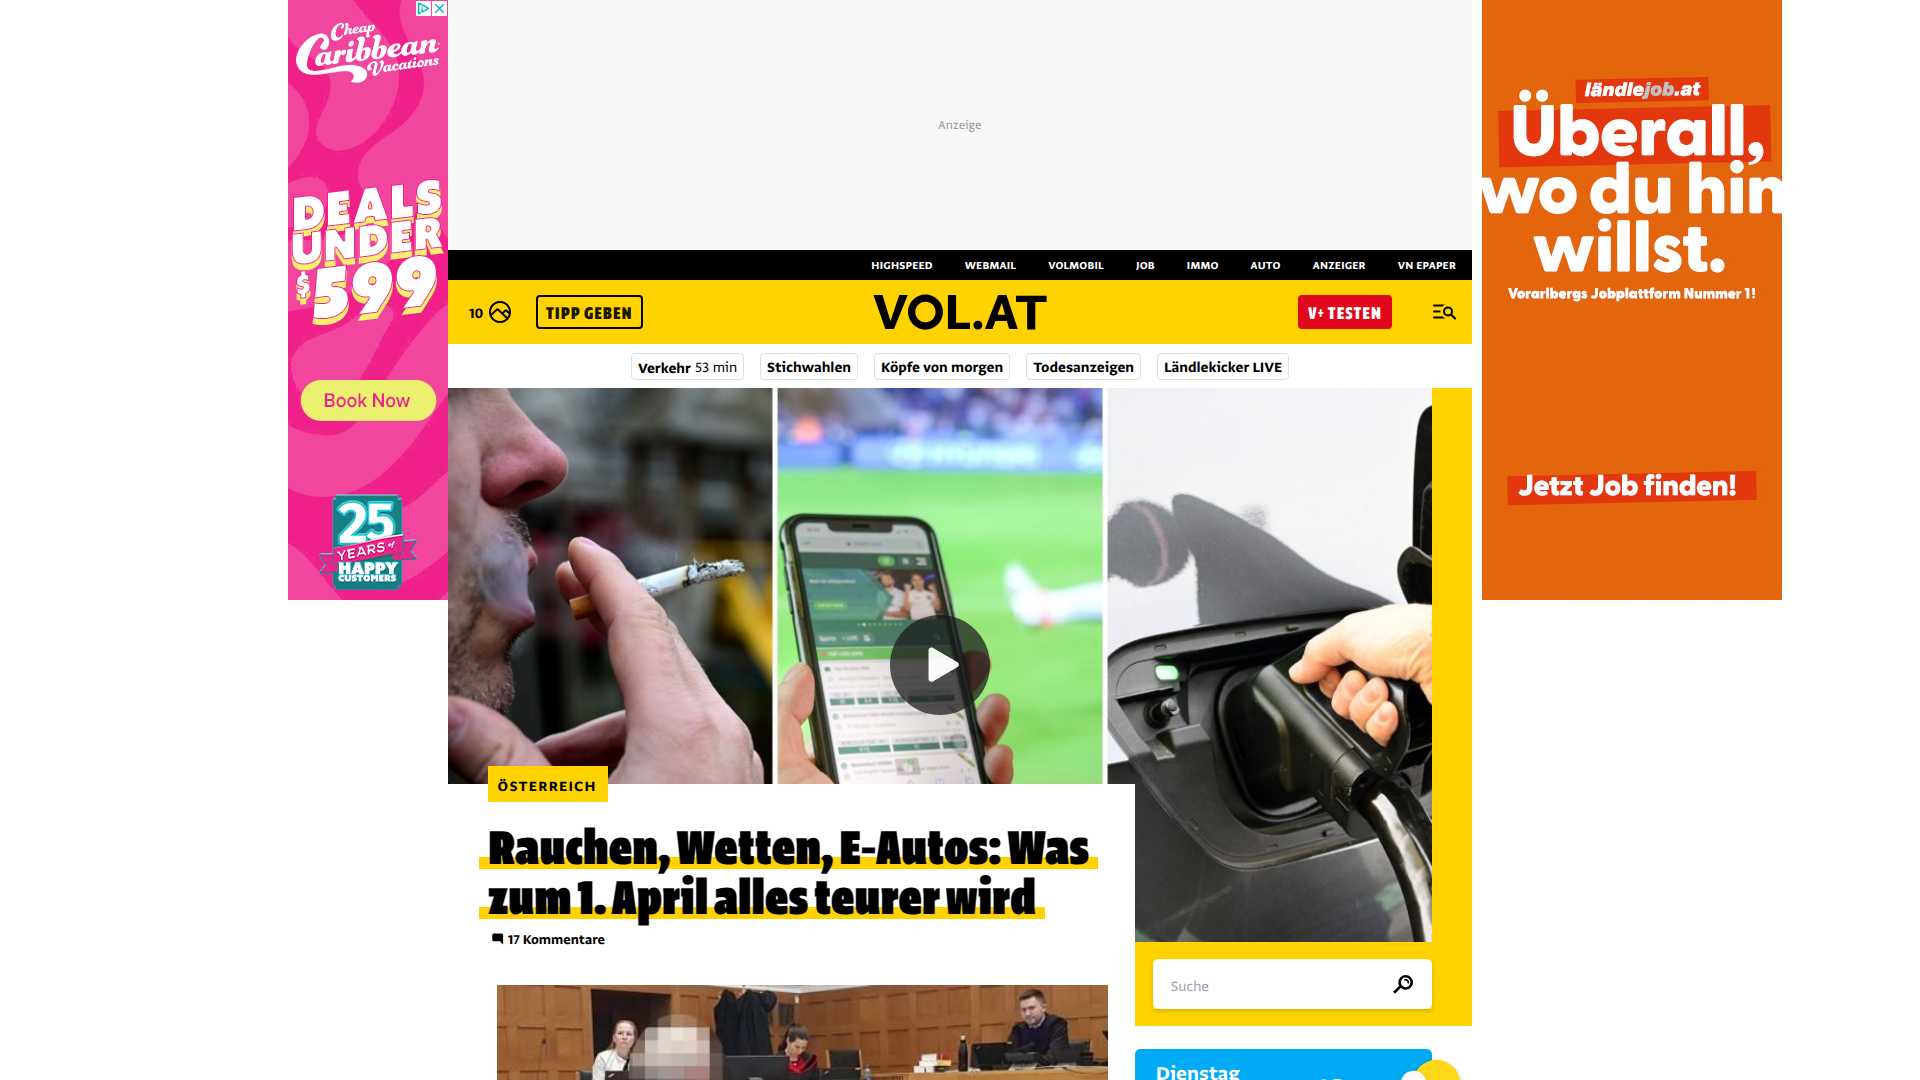 Cheap
Caribbean
Vacations
DEALS
UNDER
$599
Book Now
25
YEARS of
HAPPY
CUSTOMERS
Anzeige
HIGHSPEED WEBMAIL VOLMOBIL JOB IMMO AUTO ANZEIGER VN EPAPER
10 TIPP GEBEN VOL.AT V+ TESTEN
Verkehr 53 min Stichwahlen Köpfe von morgen Todesanzeigen Ländlekicker LIVE
ÖSTERREICH
Rauchen, Wetten, E-Autos: Was
zum 1. April alles teurer wird
17 Kommentare
Suche
Dienstag
ländlejob.at
Überall,
wo du hin
willst.
Vorarlbergs Jobplattform Nummer 1!
Jetzt Job finden!